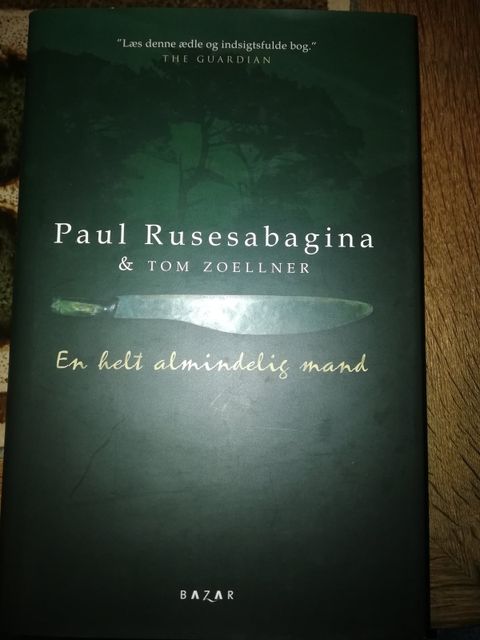 "Læs denne ædle og indsigtsfulde bog."
THE GUARDIAN
Paul Rusesabagina
& TOM ZOELLNER
En helt almindelig mand
BAZAR